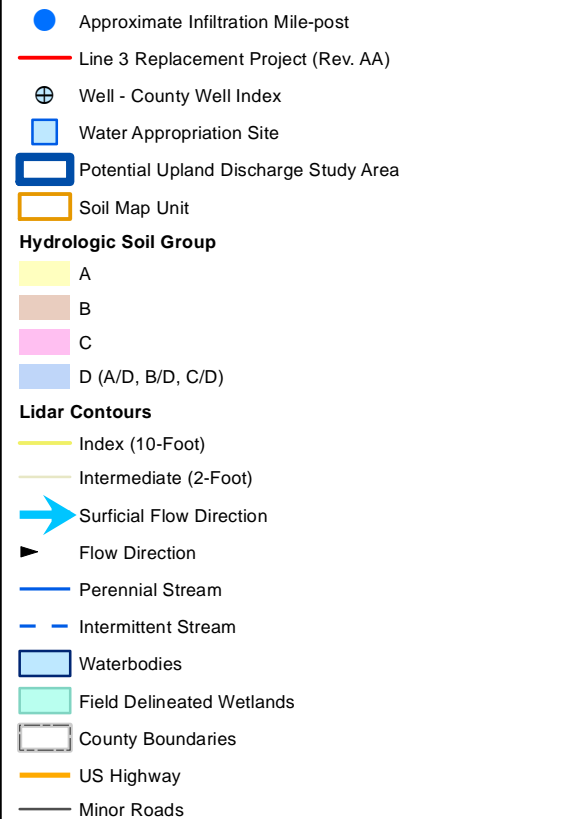 Approximate Infiltration Mile-post
Line 3 Replacement Project (Rev. AA)
Well - County Well Index
Water Appropriation Site
Potential Upland Discharge Study Area
Soil Map Unit
Hydrologic Soil Group
A
B
C
D (A/D, B/D, C/D)
Lidar Contours
Index (10-Foot)
Intermediate (2-Foot)
Surficial Flow Direction
Flow Direction
Perennial Stream
Intermittent Stream
Waterbodies
Field Delineated Wetlands
County Boundaries
US Highway
Minor Roads